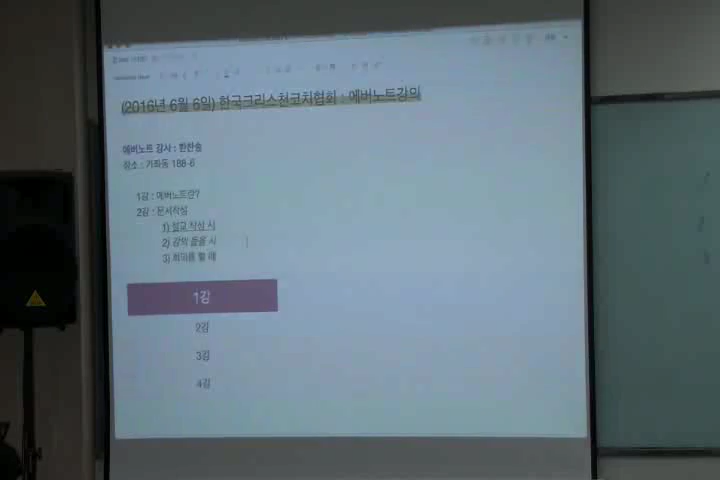 (2016년 6월 6일) 한국크리스천코치협회 : 에버노트강의
에버노트 강사 : 한찬송
장소 : 가좌동 188-6
1강 : 에버노트란?
2강 : 문서작성
1) 설교 작성 시
2) 강의 들을 시
3) 회의를 할 때
1강
2강
3강
4강